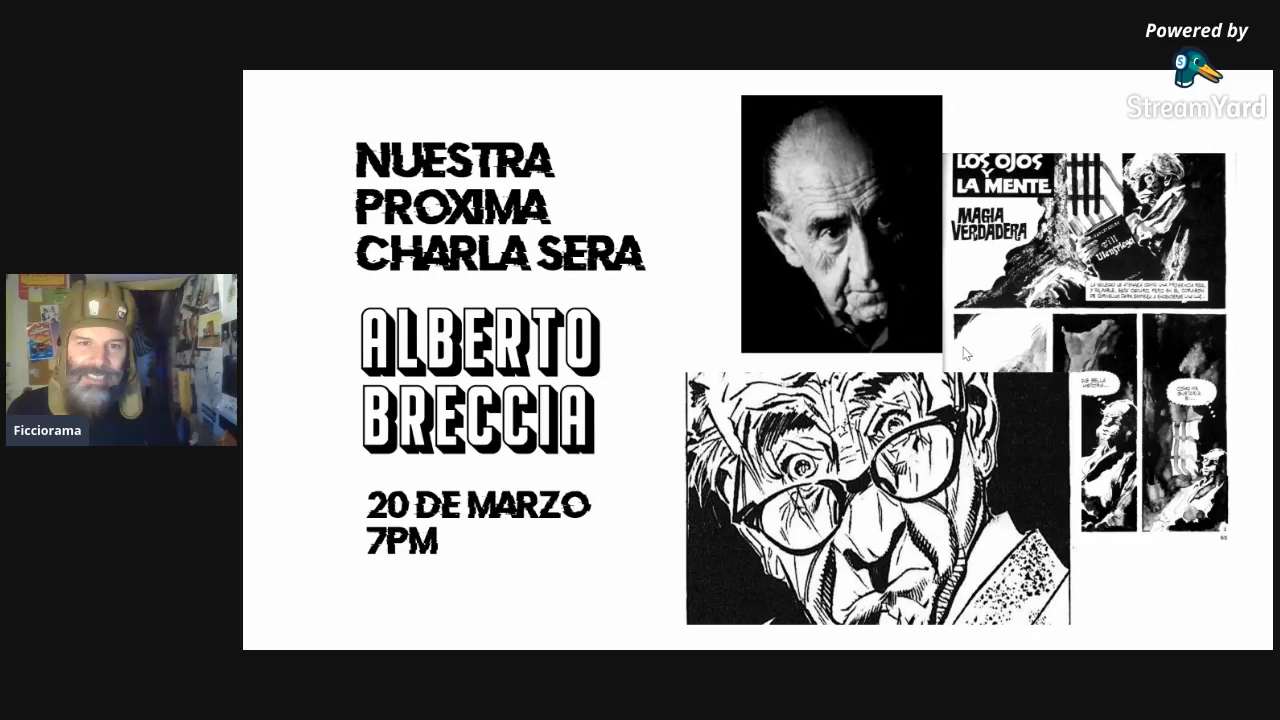 Powered by
StreamYard
NUESTRA
PROXIMA
CHARLA SERA
ALBERTO
BRECCIA
20 DE MARZO
7PM
LOS OJOS
Y
LA MENTE
MAGIA
VERDADERA
Ficciorama